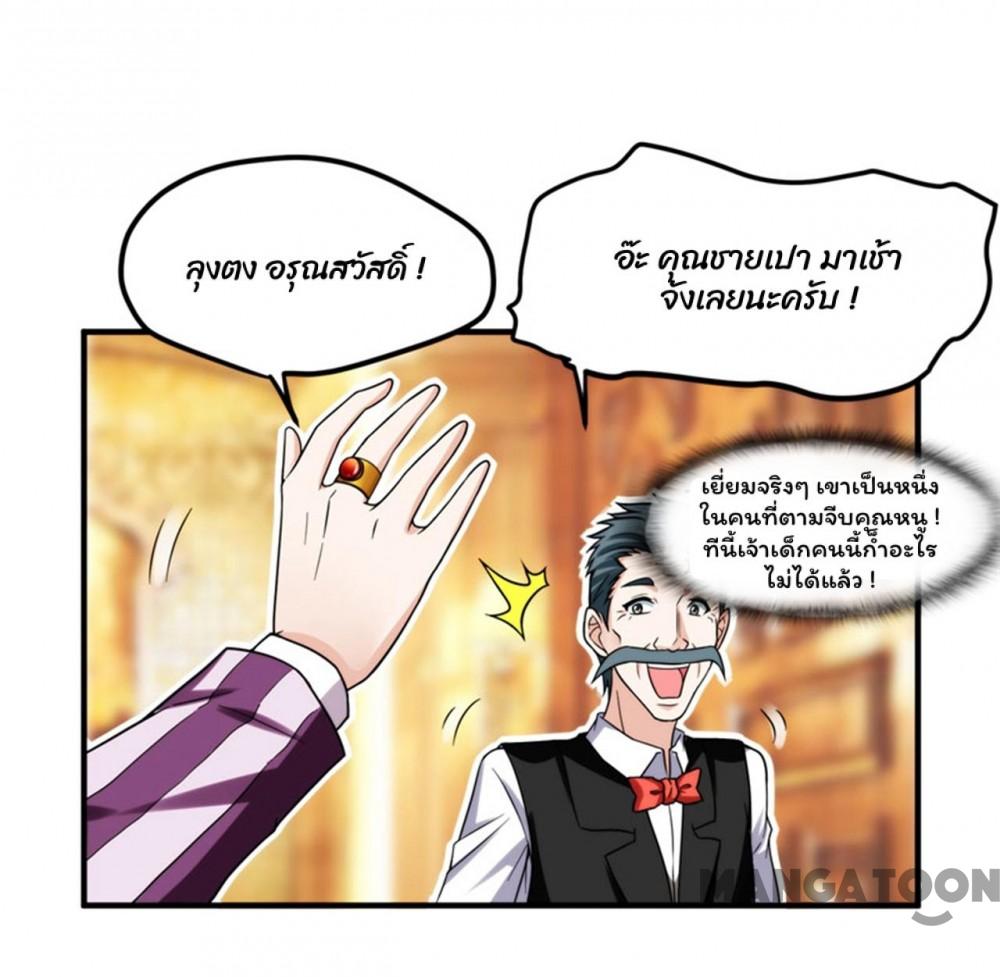 ลุงตง อรุณสวัสดิ์ !
อ๊ะ คุณชายเปา มาเช้า
จังเลยนะครับ !
เยี่ยมจริงๆ เขาเป็นหนึ่ง
ในคนที่ตามจีบคุณหนู !
ทีนี้เจ้าเด็กคนนี้ก็ำอะไร
ไม่ได้แล้ว !
MANGATOON